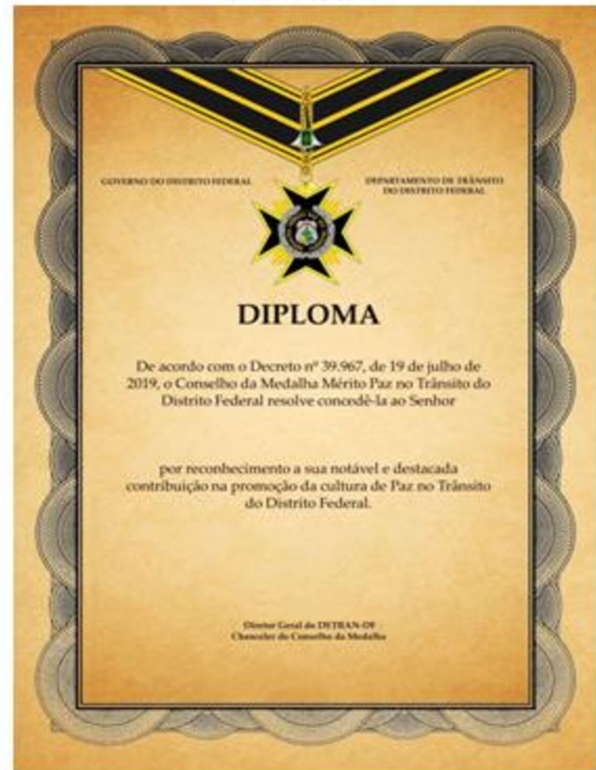 GOVERNO DO DISTRITO FEDERAL
DEPARTAMENTO DE TRÂNSITO
DO DISTRITO FEDERAL
DIPLOMA
De acordo com o Decreto nº 39.967, de 19 de julho de
2019, o Conselho da Medalha Mérito Paz no Trânsito do
Distrito Federal resolve concedê-la ao Senhor
por reconhecimento a sua notável e destacada
contribuição na promoção da cultura de Paz no Trânsito
do Distrito Federal.
Diretor Geral do DETRAN-DF
Chanceler do Conselho da Medalha